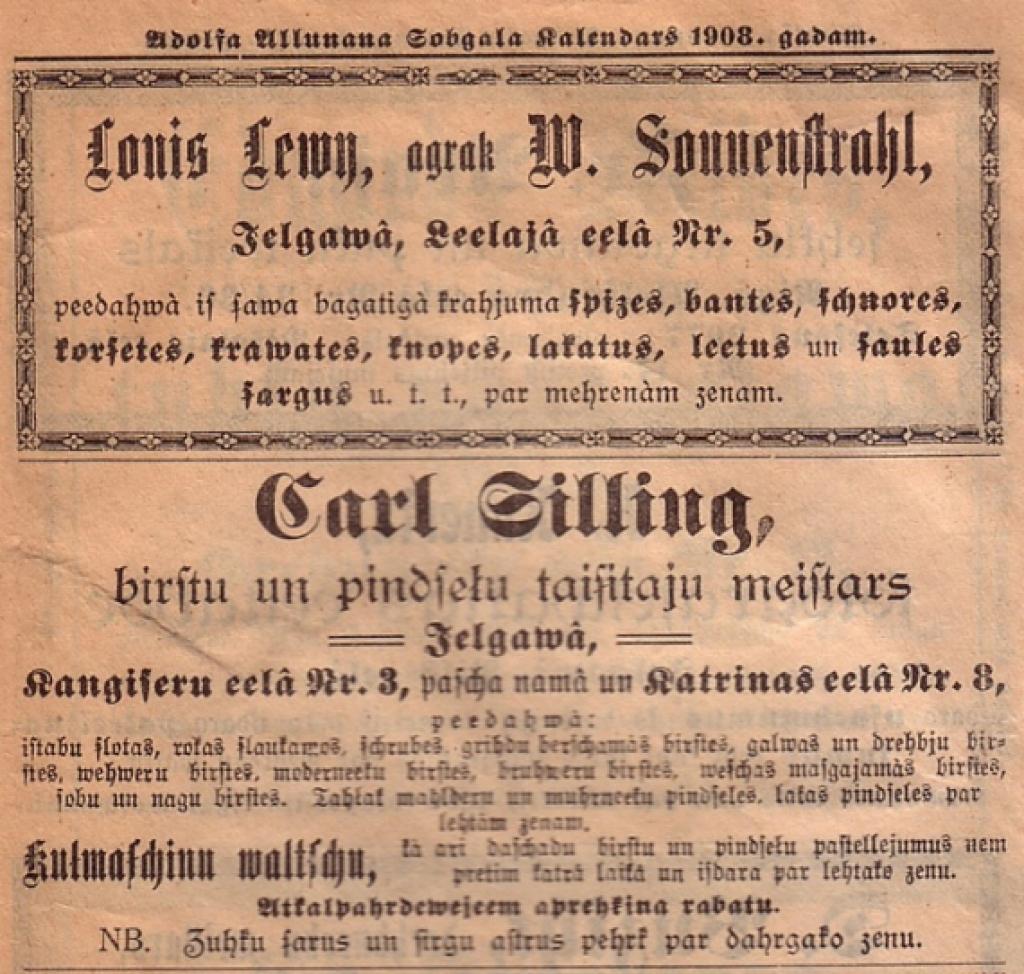 Adolfa Allunana Sobgala Kalendars 1908. gadam.
Louis Lewy, agrak W. Sonnenſtrahl,
Jelgawâ, Leelajâ eelâ Nr. 5,
peedahwà iſ ſawa bagatigà krahjuma ſpizes, bantes, ſchnores,
korſetes, krawates, knopes, lakatus, leetus un ſaules
ſargus u. t. t., par mehrenàm zenam.
Carl Silling,
birſtu un pindſeļu taiſitaju meiſtars
Jelgawâ,
Kangiſeru eelâ Nr. 3, paſcha namà un Katrinas eelâ Nr. 8,
peedahwà:
iſtabu ſlotas, rokas ſlaukamos, ſchrubes, grihdu berſchamàs birſtes, galwas un drehbju bir⸗
ſtes, wehweru birſtes, moderneeku birſtes, bruhweru birſtes, weſchas maſgajamàs birſtes,
ſobu un nagu birſtes. Tahlak mahlderu un muhrneeku pindſeles, lakas pindſeles par
lehtàm zenam.
Kulmaſchinu waltſchu, kà ari daſchadu birſtu un pindſeļu paſtellejumus nem
pretim katrà laikà un iſdara par lehtako zenu.
Atkalpahrdewejeem aprehkina rabatu.
NB. Zuhku ſarus un ſirgu aſtrus pehrk par dahrgako zenu.